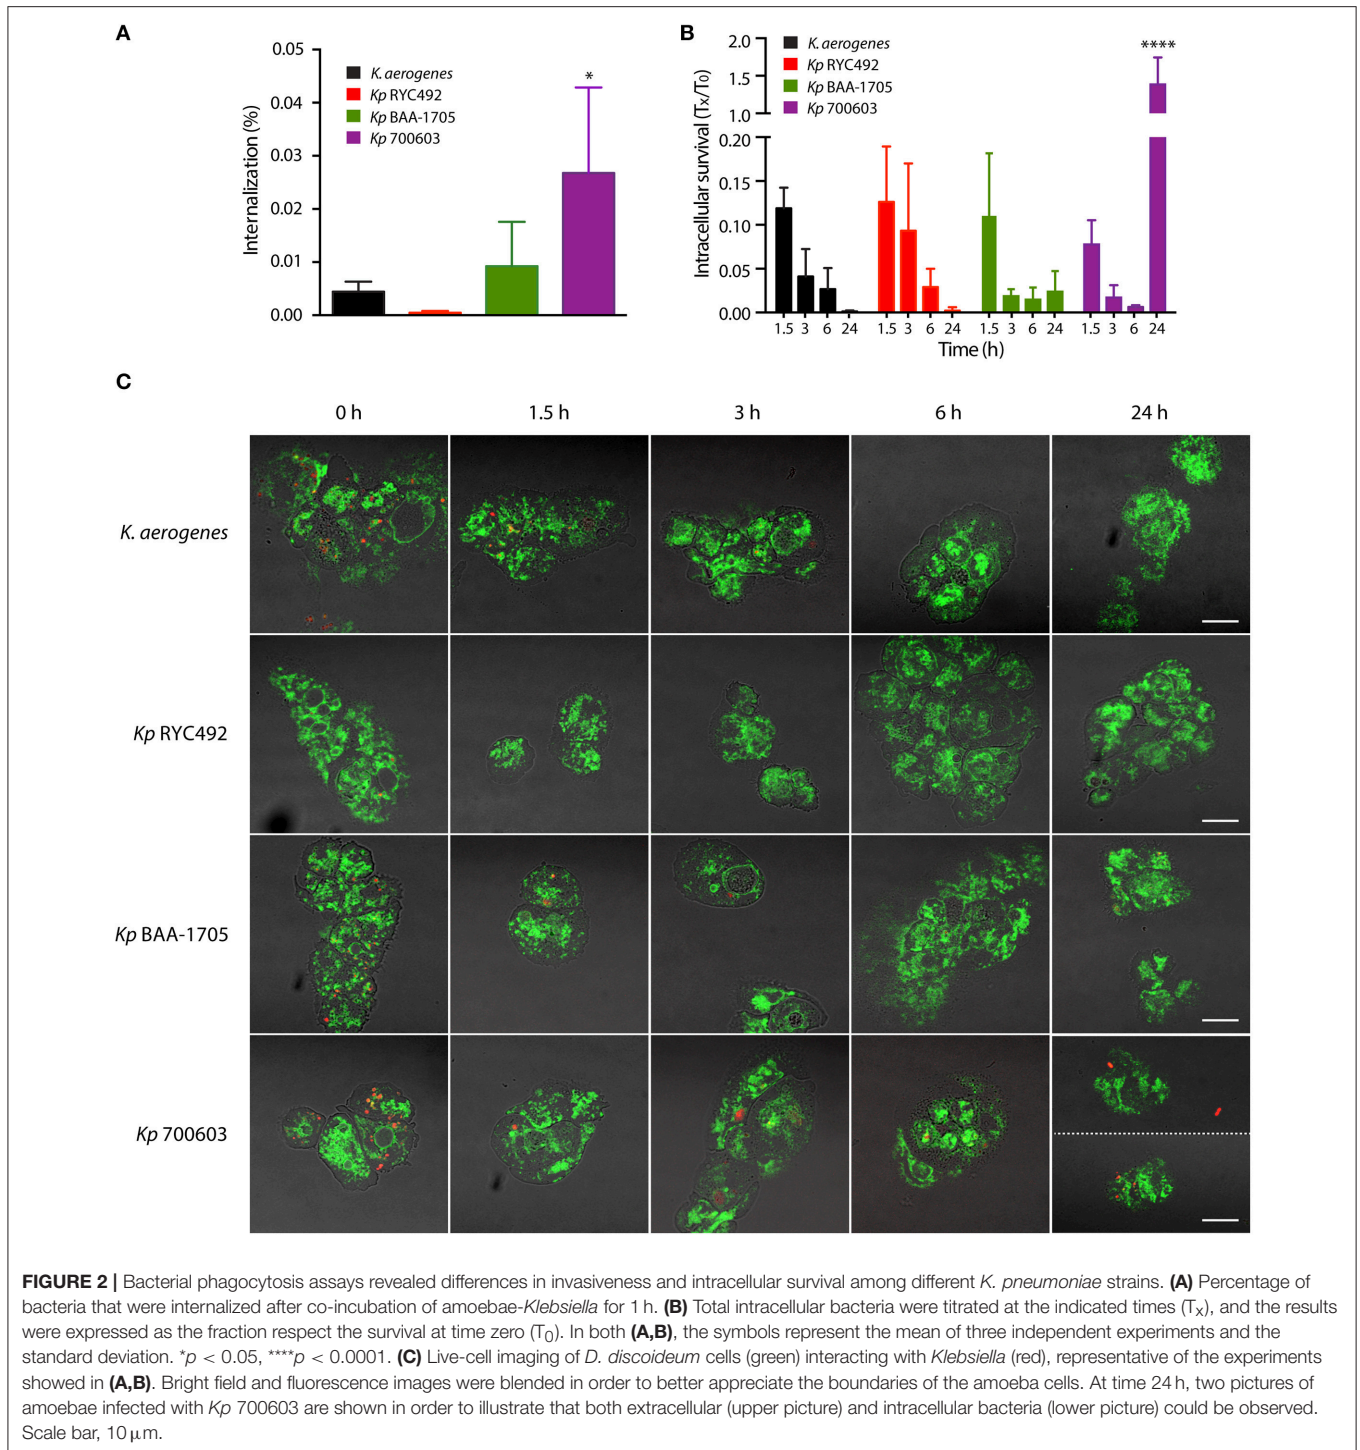 A
0.05
0.04
0.03
0.02
0.01
0.00
Internalization (%)
K. aerogenes
Kp RYC492
Kp BAA-1705
Kp 700603
*
B
2.0
1.5
1.0
0.20
0.15
0.10
0.05
0.00
Intracellular survival (Tx/T0)
K. aerogenes
Kp RYC492
Kp BAA-1705
Kp 700603
****
1.5 3 6 24 1.5 3 6 24 1.5 3 6 24 1.5 3 6 24
Time (h)
C
0 h 1.5 h 3 h 6 h 24 h
K. aerogenes
Kp RYC492
Kp BAA-1705
Kp 700603
FIGURE 2 | Bacterial phagocytosis assays revealed differences in invasiveness and intracellular survival among different K. pneumoniae strains. (A) Percentage of
bacteria that were internalized after co-incubation of amoebae-Klebsiella for 1 h. (B) Total intracellular bacteria were titrated at the indicated times (Tx), and the results
were expressed as the fraction respect the survival at time zero (T0). In both (A,B), the symbols represent the mean of three independent experiments and the
standard deviation. *p < 0.05, ****p < 0.0001. (C) Live-cell imaging of D. discoideum cells (green) interacting with Klebsiella (red), representative of the experiments
showed in (A,B). Bright field and fluorescence images were blended in order to better appreciate the boundaries of the amoeba cells. At time 24 h, two pictures of
amoebae infected with Kp 700603 are shown in order to illustrate that both extracellular (upper picture) and intracellular bacteria (lower picture) could be observed.
Scale bar, 10 μm.